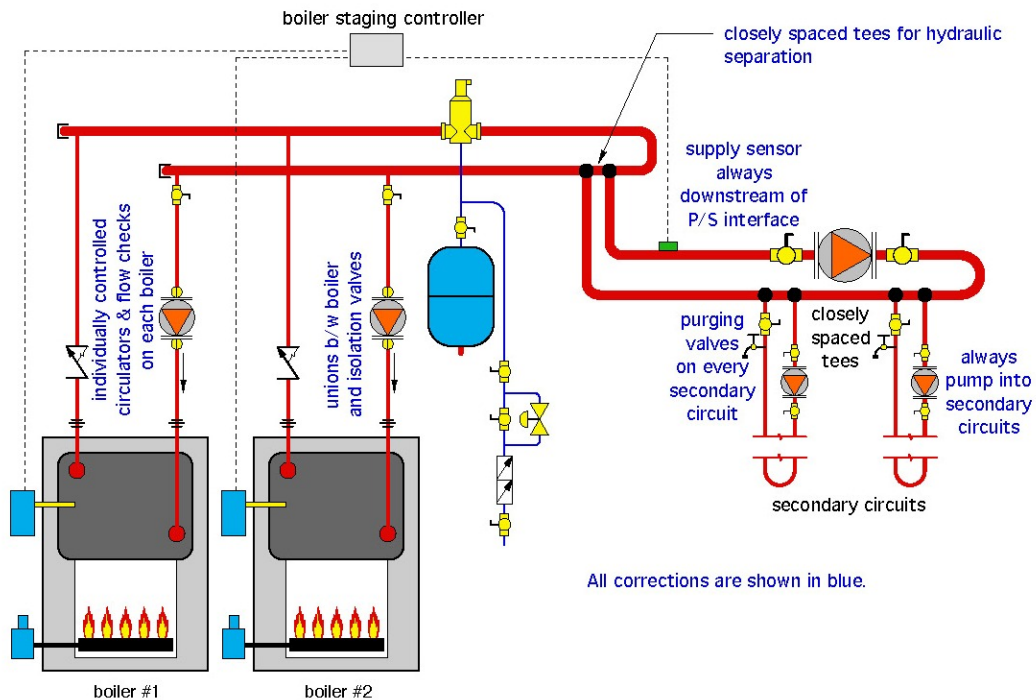 boiler staging controller
closely spaced tees for hydraulic
separation
supply sensor
always
downstream of
P/S interface
individually controlled
circulators & flow checks
on each boiler
unions b/w boiler
and isolation valves
purging
valves
on every
secondary
circuit
closely
spaced
tees
always
pump into
secondary
circuits
secondary circuits
All corrections are shown in blue.
boiler #1
boiler #2